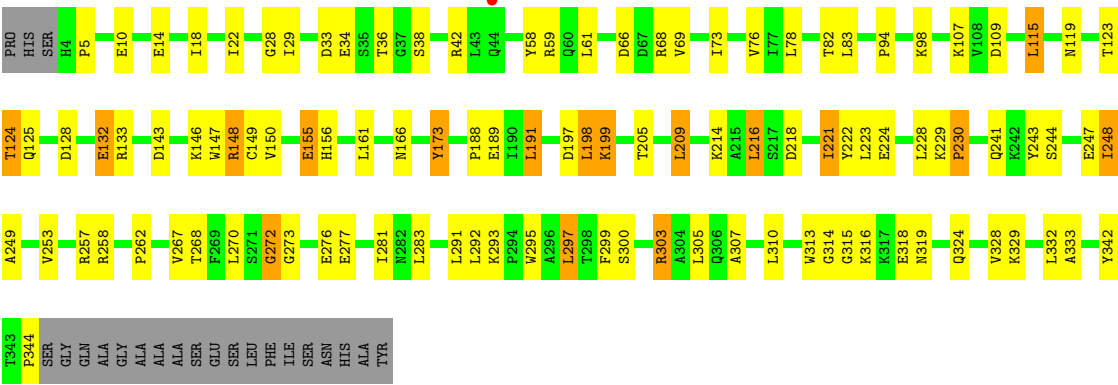 PRO HIS SER H4 P5 E10 E14 I18 I22 G28 I29 D33 E34 S35 T36 G37 S38 R42 L43 Q44 Y58 R59 Q60 L61 D66 D67 R68 V69 I73 V76 I77 L78 T82 L83 P94 K98 K107 V108 D109 L115 N119 T123
T124 Q125 D128 E132 R133 D143 K146 W147 R148 C149 V150 E155 H156 L161 N166 Y173 P188 E189 I190 L191 D197 L198 K199 T205 L209 K214 A215 L216 S217 D218 I221 Y222 L223 E224 L228 K229 P230 Q241 K242 Y243 S244 E247 I248
A249 V253 R257 R258 P262 V267 T268 F269 L270 S271 G272 G273 E276 E277 I281 N282 L283 L291 L292 K293 P294 W295 A296 L297 T298 F299 S300 R303 A304 L305 Q306 A307 L310 W313 G314 G315 K316 K317 E318 N319 Q324 V328 K329 L332 A333 Y342
T343 P344 SER GLY GLN ALA GLY ALA ALA ALA SER GLU SER LEU PHE ILE SER ASN HIS ALA TYR